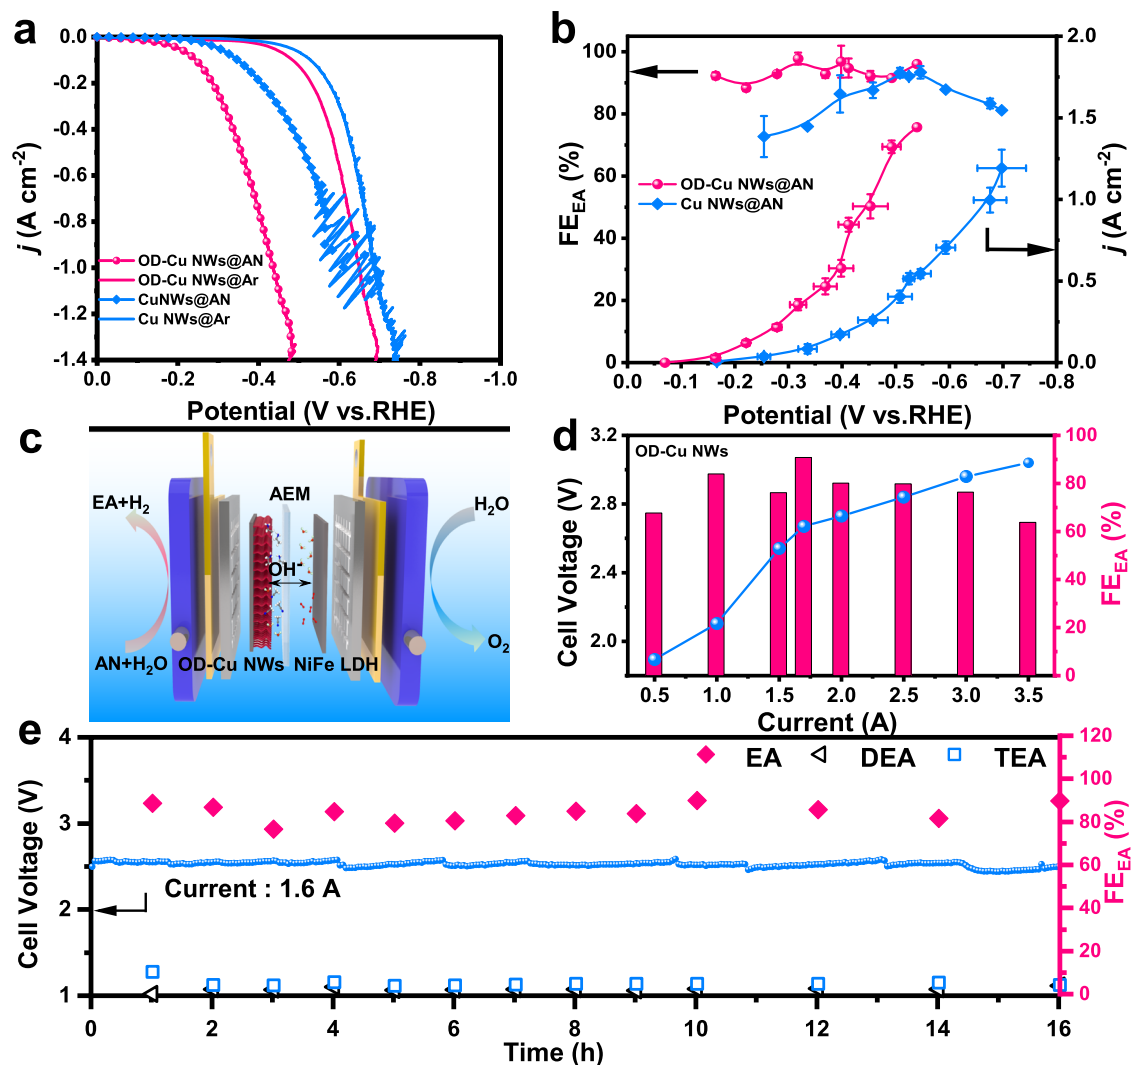 a
0.0
-0.2
-0.4
-0.6
-0.8
-1.0
-1.2
-1.4
j (A cm⁻²)
OD-Cu NWs@AN
OD-Cu NWs@Ar
CuNWs@AN
Cu NWs@Ar
0.0 -0.2 -0.4 -0.6 -0.8 -1.0
Potential (V vs.RHE)
b
100
80
60
40
20
0
FE_EA (%)
OD-Cu NWs@AN
Cu NWs@AN
2.0
1.5
1.0
0.5
0.0
j (A cm⁻²)
0.0 -0.1 -0.2 -0.3 -0.4 -0.5 -0.6 -0.7 -0.8
Potential (V vs.RHE)
c
AEM
EA+H₂
H₂O
OH⁻
AN+H₂O
O₂
OD-Cu NWs NiFe LDH
d
OD-Cu NWs
3.2
2.8
2.4
2.0
Cell Voltage (V)
100
80
60
40
20
0
FE_EA (%)
0.5 1.0 1.5 2.0 2.5 3.0 3.5
Current (A)
e
4
3
2
1
Cell Voltage (V)
EA DEA TEA
Current : 1.6 A
120
100
80
60
40
20
0
FE_EA (%)
0 2 4 6 8 10 12 14 16
Time (h)